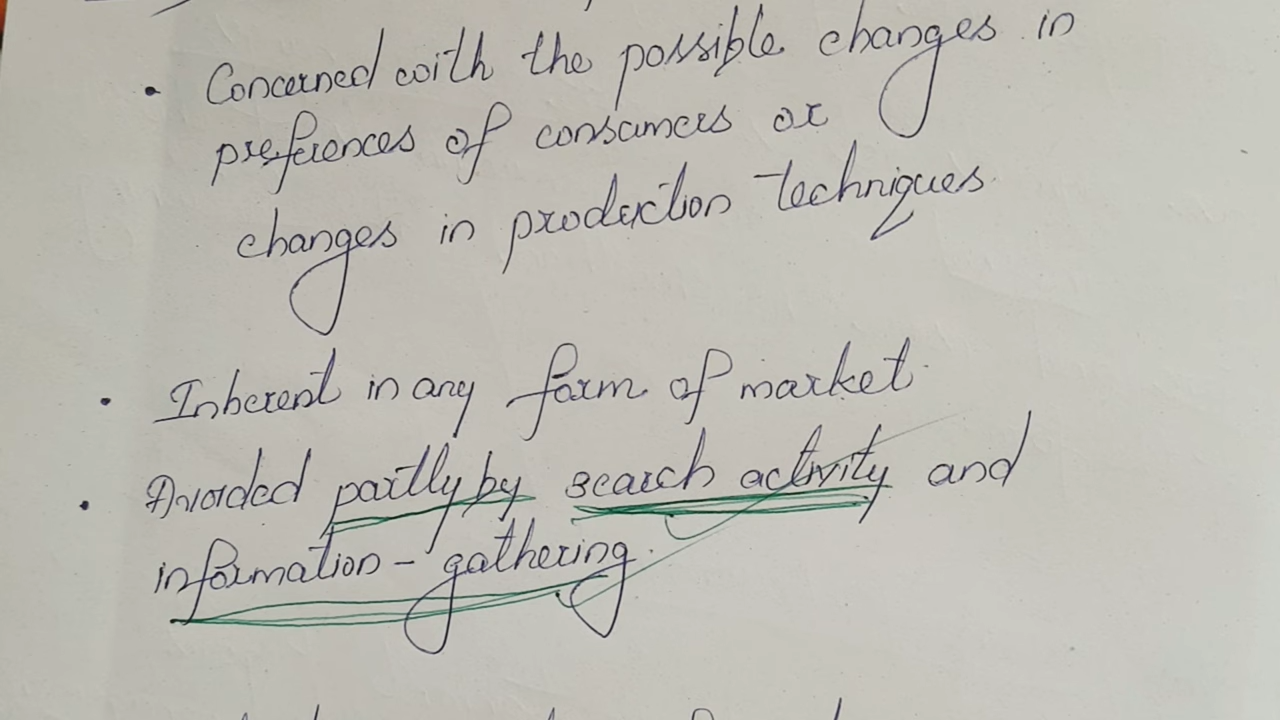 • Concerned with the possible changes in
preferences of consumers or
changes in production techniques.
• Inherent in any form of market.
• Avoided partly by search activity and
information - gathering.